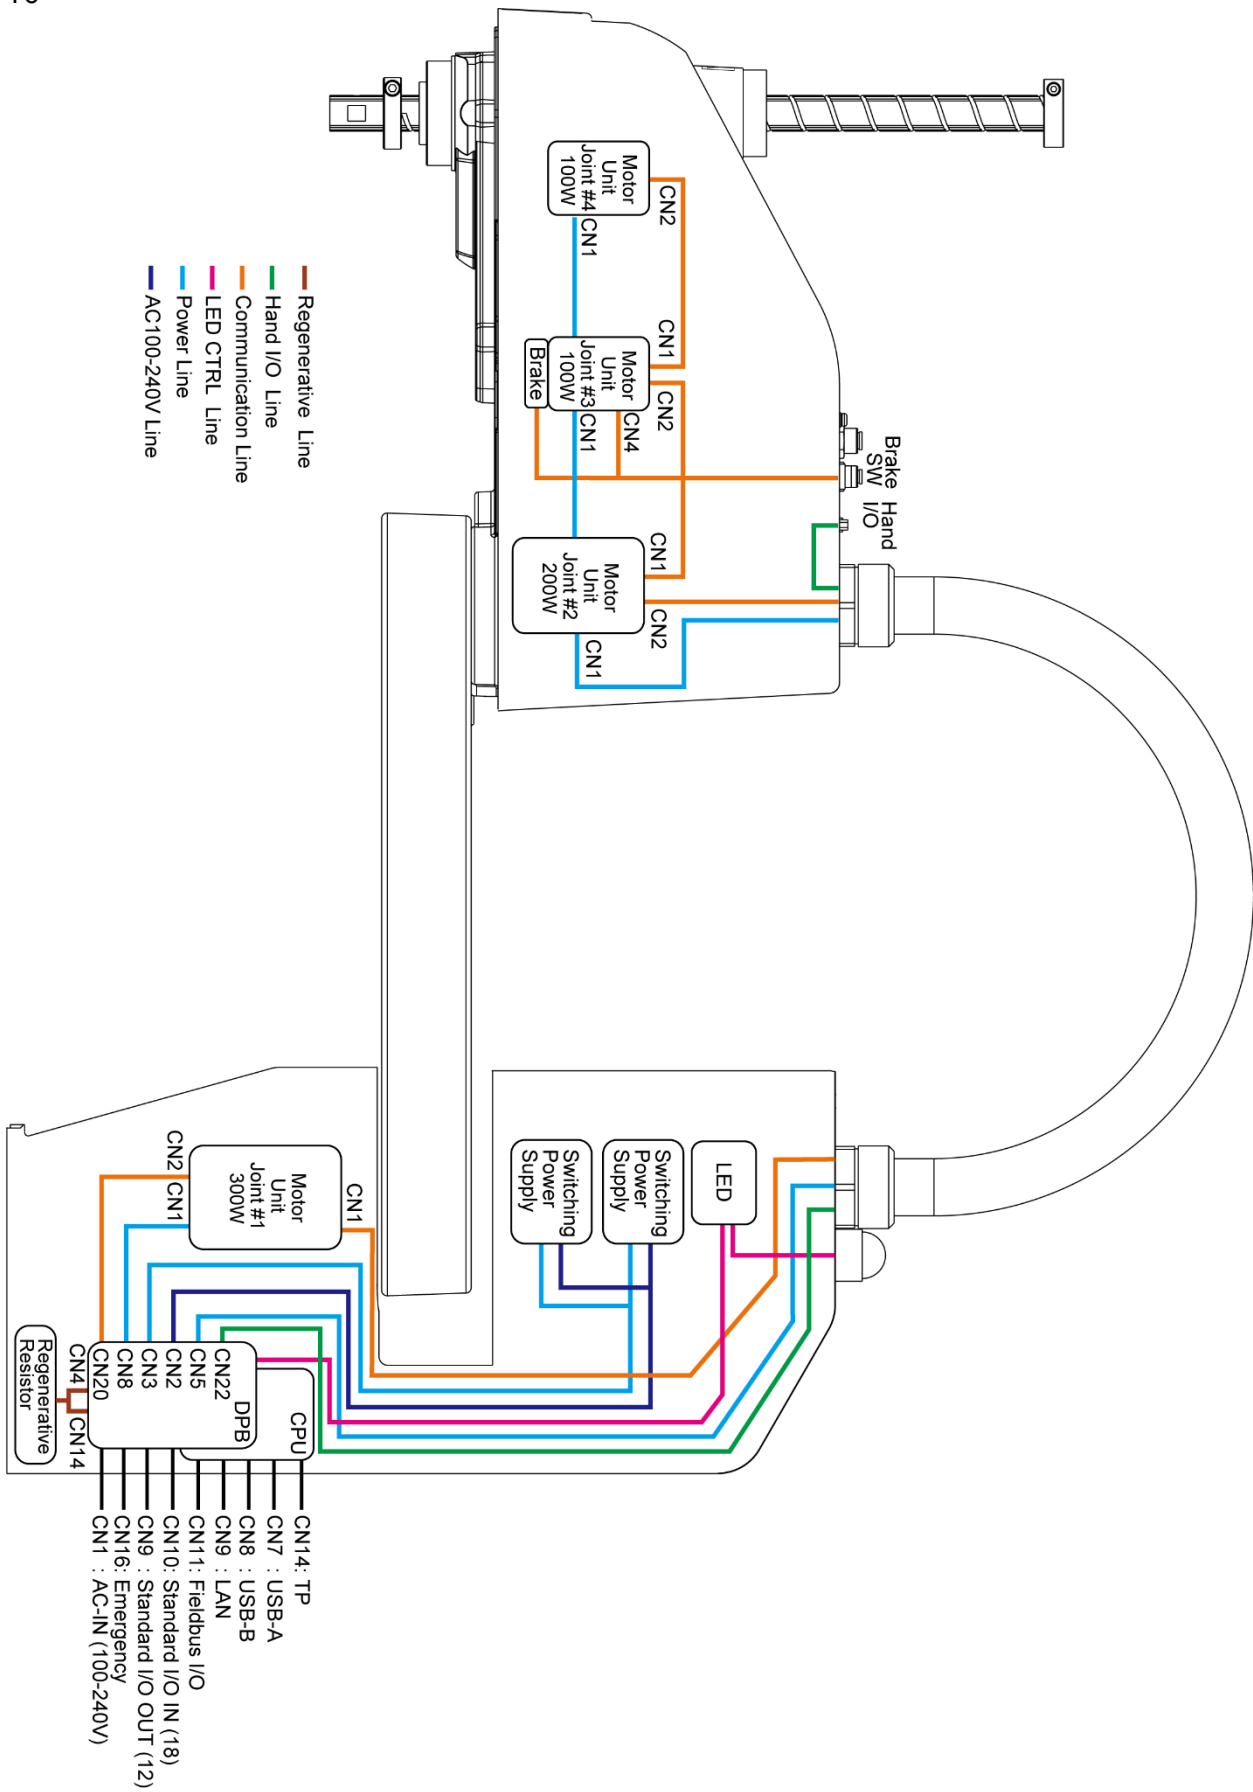 Motor
Unit
Joint #4
100W
CN2
CN1
CN1
Motor
Unit
Joint #3
100W
Brake
CN2
CN4
CN1
Brake
SW
Hand
I/O
CN1
Motor
Unit
Joint #2
200W
CN2
CN1
Regenerative Line
Hand I/O Line
Communication Line
LED CTRL Line
Power Line
AC100-240V Line
LED
Switching
Power
Supply
Switching
Power
Supply
CN1
Motor
Unit
Joint #1
300W
CN2
CN1
CPU
DPB
CN22
CN5
CN2
CN3
CN8
CN20
CN4
CN14
Regenerative
Resistor
CN14: TP
CN7 : USB-A
CN8 : USB-B
CN9 : LAN
CN11: Fieldbus I/O
CN10: Standard I/O IN (18)
CN9 : Standard I/O OUT (12)
CN16: Emergency
CN1 : AC-IN (100-240V)